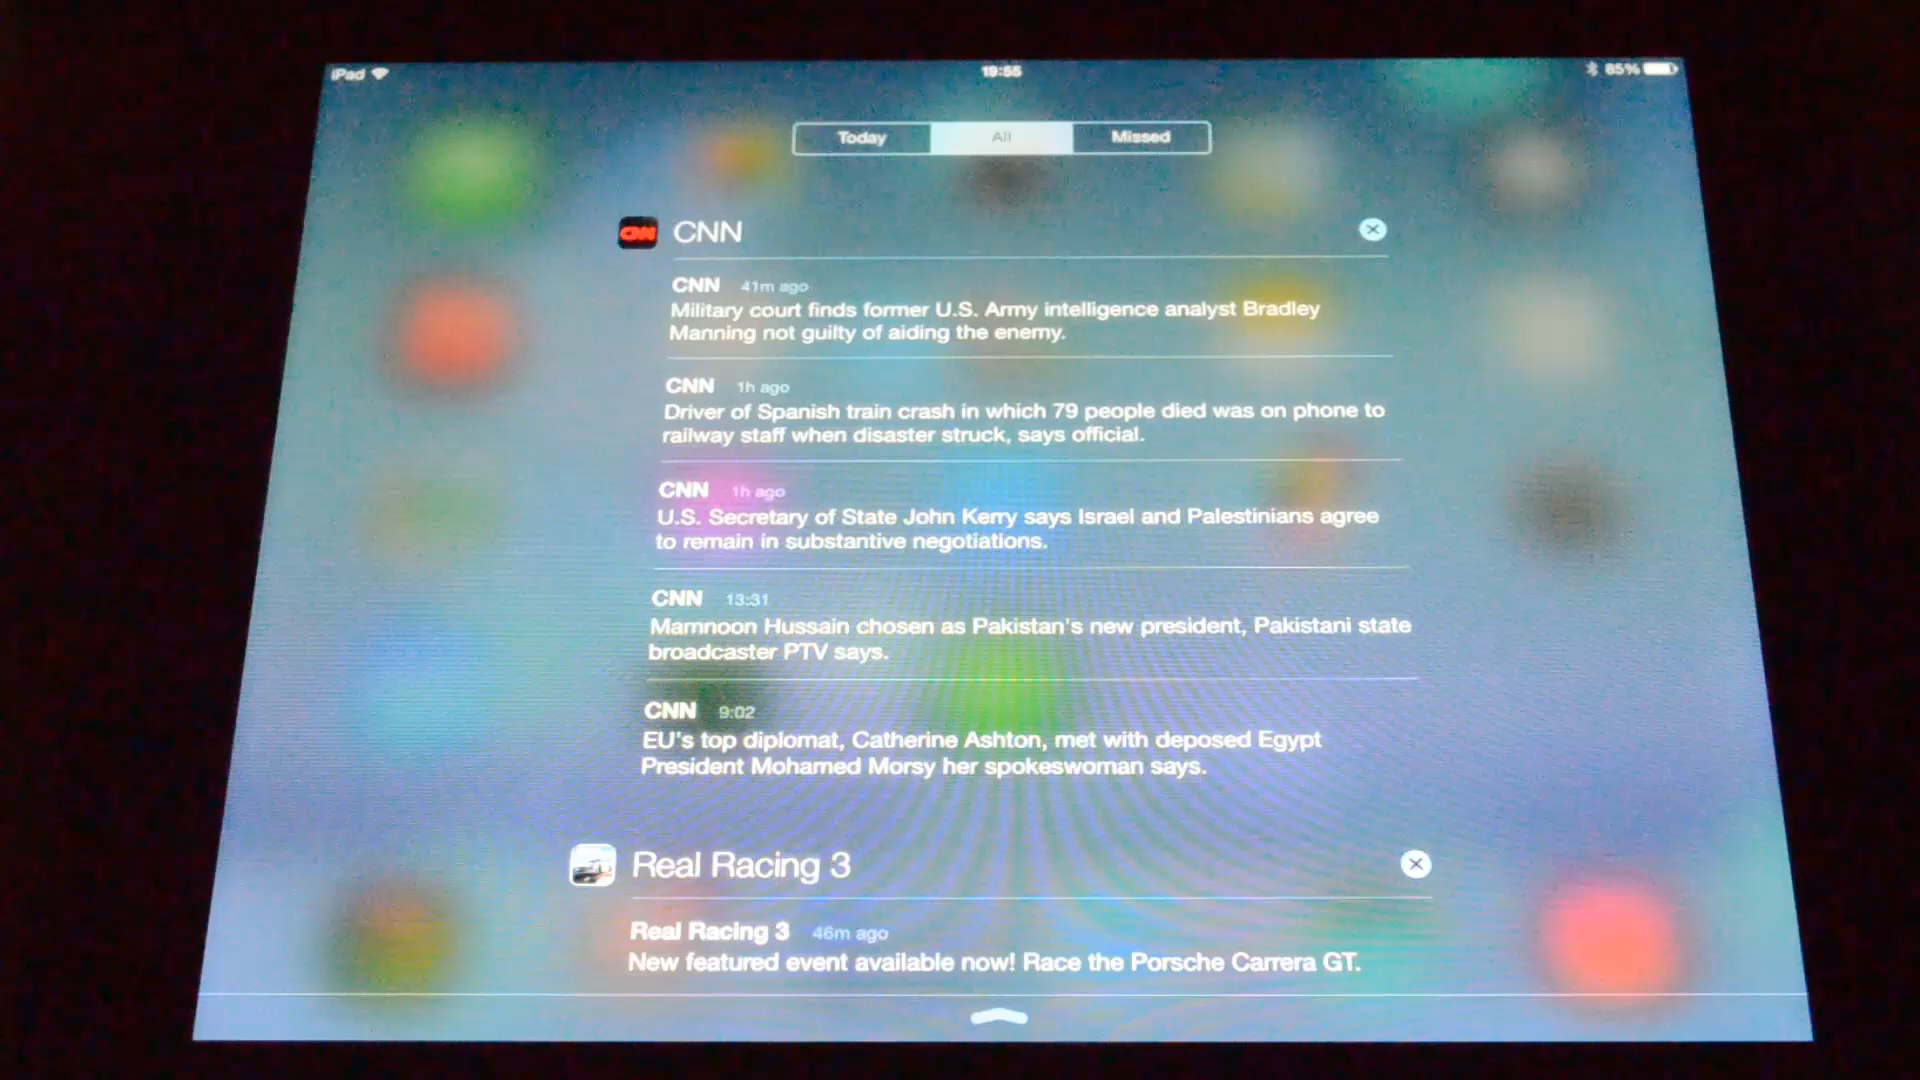 iPad 19:55 85%
Today All Missed
CNN CNN
CNN 41m ago
Military court finds former U.S. Army intelligence analyst Bradley
Manning not guilty of aiding the enemy.
CNN 1h ago
Driver of Spanish train crash in which 79 people died was on phone to
railway staff when disaster struck, says official.
CNN 1h ago
U.S. Secretary of State John Kerry says Israel and Palestinians agree
to remain in substantive negotiations.
CNN 13:31
Mamnoon Hussain chosen as Pakistan's new president, Pakistani state
broadcaster PTV says.
CNN 9:02
EU's top diplomat, Catherine Ashton, met with deposed Egypt
President Mohamed Morsy her spokeswoman says.
Real Racing 3
Real Racing 3 46m ago
New featured event available now! Race the Porsche Carrera GT.